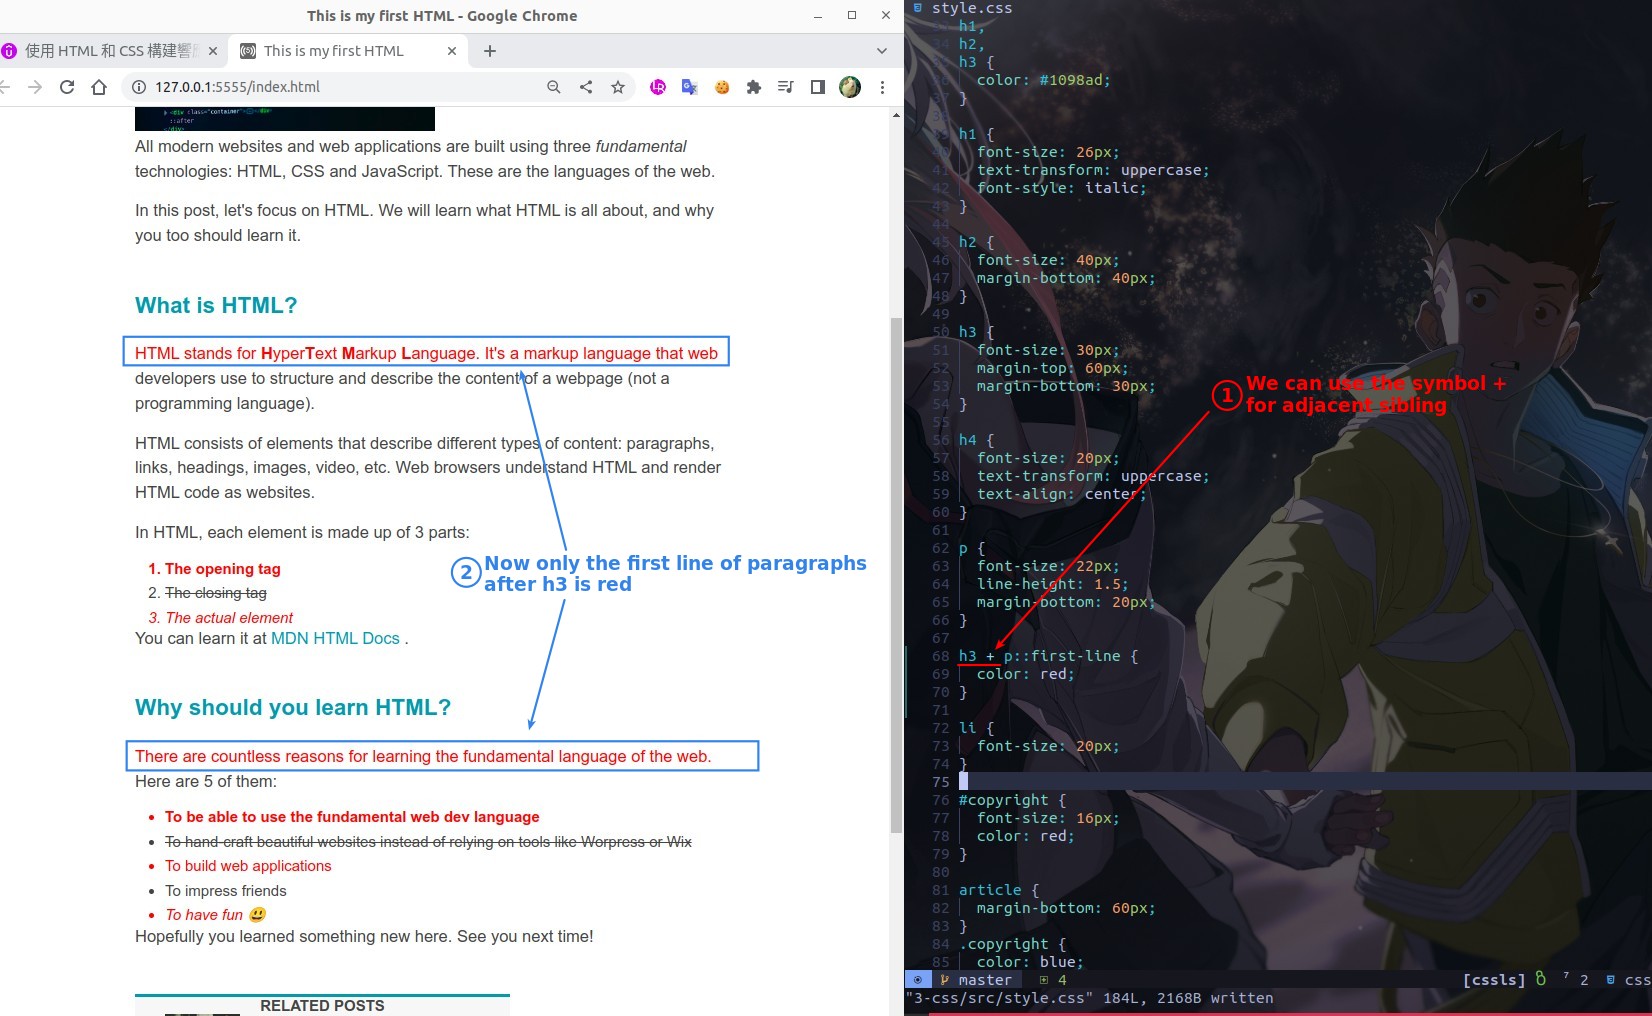 This is my first HTML - Google Chrome
使用 HTML 和 CSS 構建響
This is my first HTML
127.0.0.1:5555/index.html
<div class="container">
::after
</div>
All modern websites and web applications are built using three fundamental
technologies: HTML, CSS and JavaScript. These are the languages of the web.
In this post, let's focus on HTML. We will learn what HTML is all about, and why
you too should learn it.
What is HTML?
HTML stands for HyperText Markup Language. It's a markup language that web
developers use to structure and describe the content of a webpage (not a
programming language).
HTML consists of elements that describe different types of content: paragraphs,
links, headings, images, video, etc. Web browsers understand HTML and render
HTML code as websites.
In HTML, each element is made up of 3 parts:
2 Now only the first line of paragraphs
after h3 is red
1. The opening tag
2. The closing tag
3. The actual element
You can learn it at MDN HTML Docs .
Why should you learn HTML?
There are countless reasons for learning the fundamental language of the web.
Here are 5 of them:
• To be able to use the fundamental web dev language
• To hand-craft beautiful websites instead of relying on tools like Worpress or Wix
• To build web applications
• To impress friends
• To have fun 😃
Hopefully you learned something new here. See you next time!
RELATED POSTS
style.css
h1,
h2,
h3 {
color: #1098ad;
}
h1 {
font-size: 26px;
41 text-transform: uppercase;
42 font-style: italic;
43 }
44
45 h2 {
46 font-size: 40px;
47 margin-bottom: 40px;
48 }
49
50 h3 {
51 font-size: 30px;
52 margin-top: 60px;
53 margin-bottom: 30px;
54 }
55
1 We can use the symbol +
for adjacent sibling
56 h4 {
57 font-size: 20px;
58 text-transform: uppercase;
59 text-align: center;
60 }
61
62 p {
63 font-size: 22px;
64 line-height: 1.5;
65 margin-bottom: 20px;
66 }
67
68 h3 + p::first-line {
69 color: red;
70 }
71
72 li {
73 font-size: 20px;
74 }
75
76 #copyright {
77 font-size: 16px;
78 color: red;
79 }
80
81 article {
82 margin-bottom: 60px;
83 }
84 .copyright {
85 color: blue;
master 4 [cssls] 7 2 css
"3-css/src/style.css" 184L, 2168B written